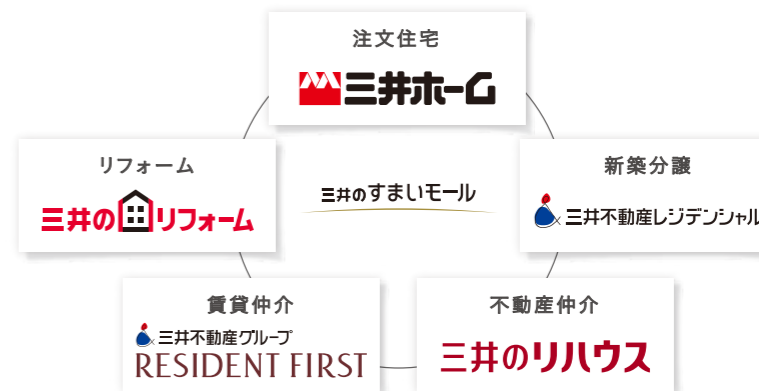 注文住宅
三井ホーム
リフォーム
三井のリフォーム
三井のすまいモール
新築分譲
三井不動産レジデンシャル
賃貸仲介
三井不動産グループ
RESIDENT FIRST
不動産仲介
三井のリハウス